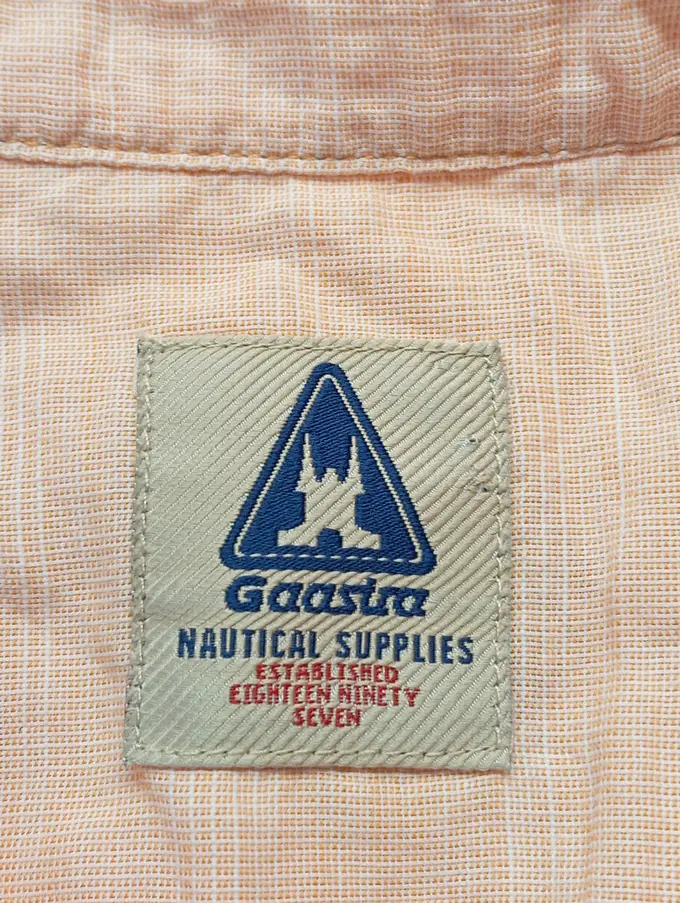 Gaastra
NAUTICAL SUPPLIES
ESTABLISHED
EIGHTEEN NINETY
SEVEN